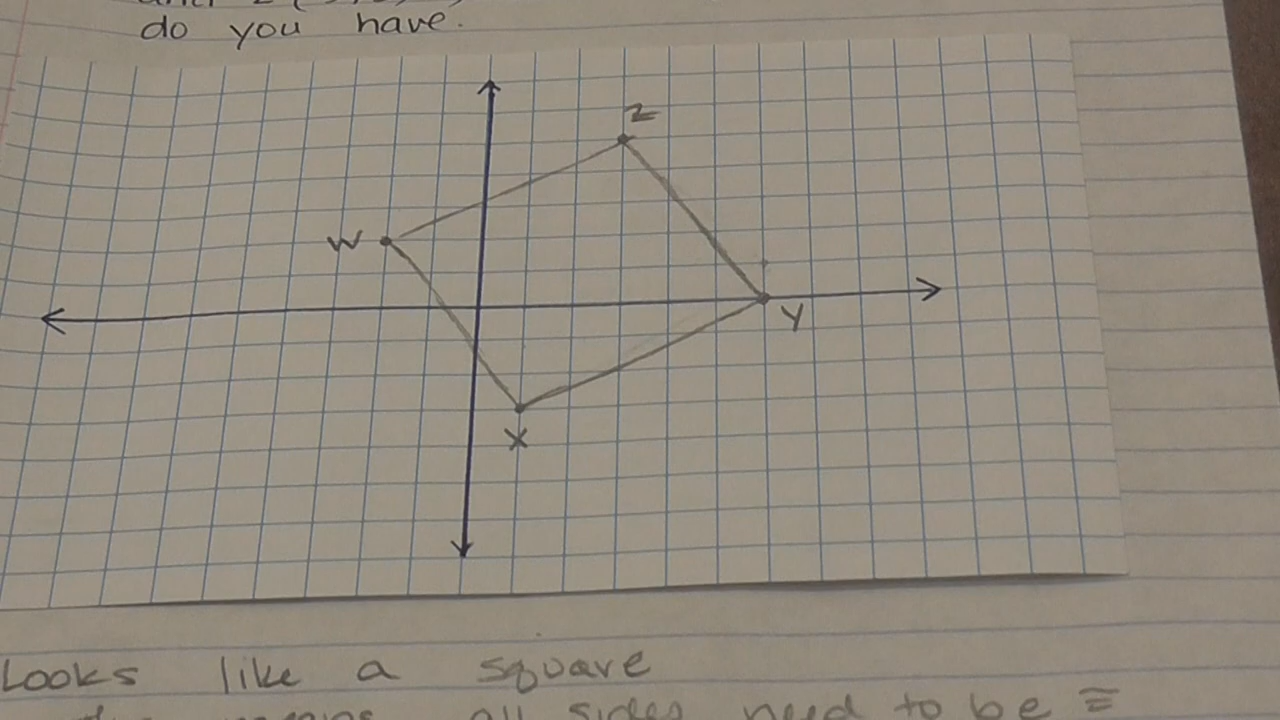 do you have.
Z
W
Y
X
Looks like a square
all sides need to be ≅